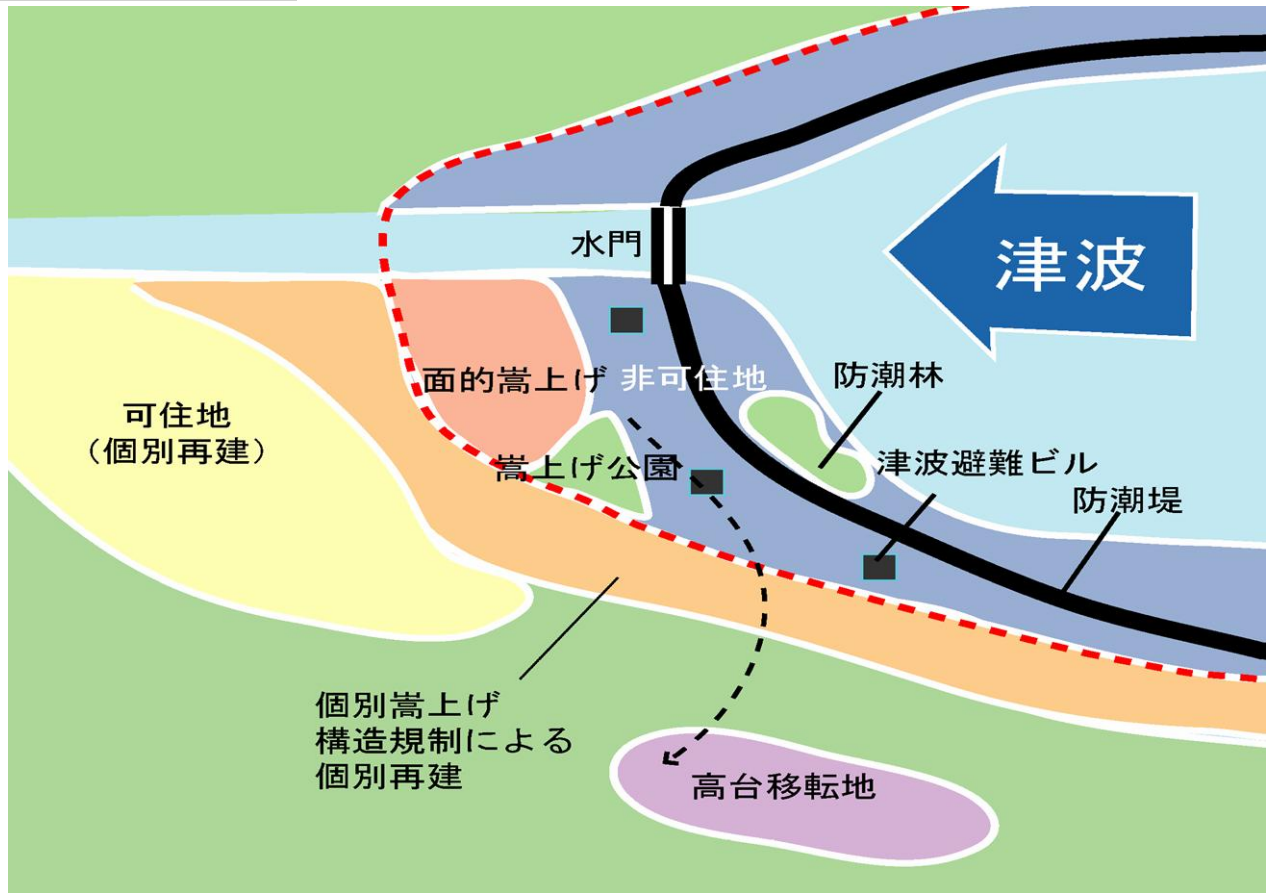 水門
津波
面的嵩上げ
非可住地
防潮林
可住地
（個別再建）
嵩上げ公園
津波避難ビル
防潮堤
個別嵩上げ
構造規制による
個別再建
高台移転地